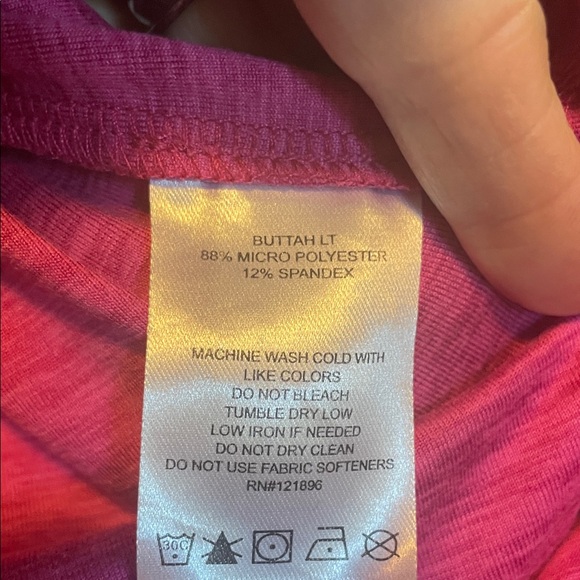 BUTTAH LT
88% MICRO POLYESTER
12% SPANDEX
MACHINE WASH COLD WITH
LIKE COLORS
DO NOT BLEACH
TUMBLE DRY LOW
LOW IRON IF NEEDED
DO NOT DRY CLEAN
DO NOT USE FABRIC SOFTENERS
RN#121896
30C